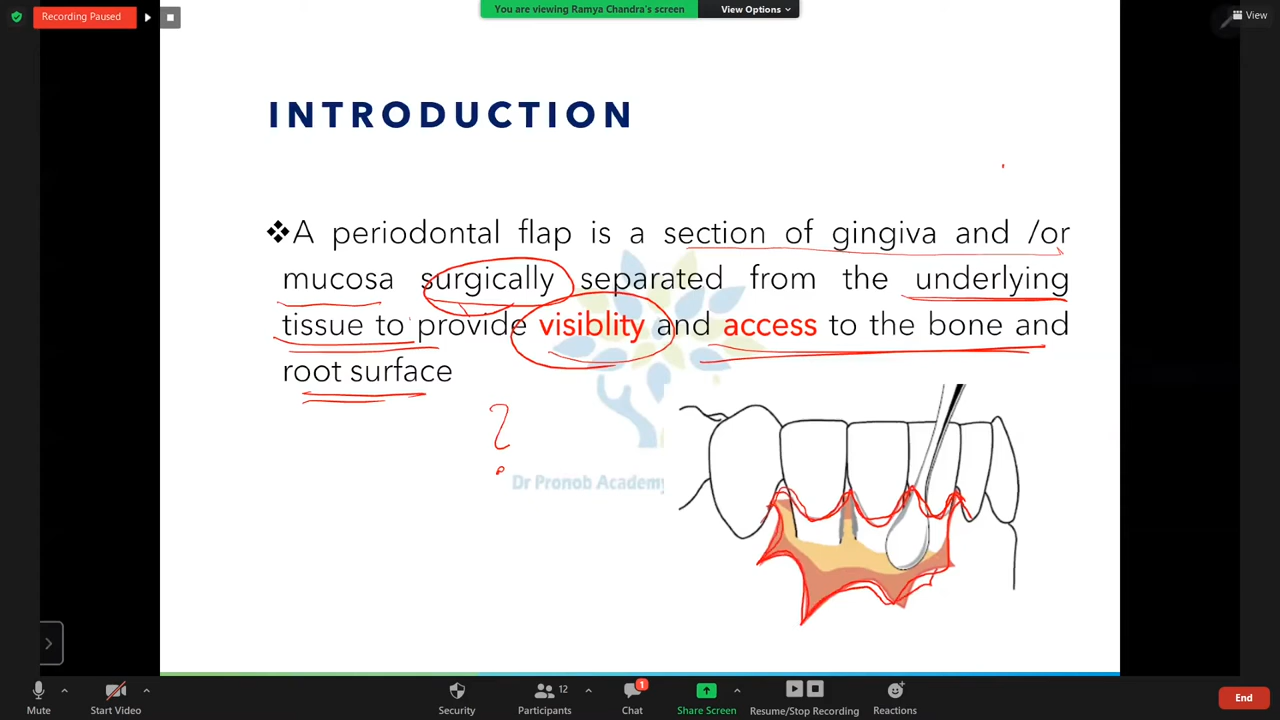 Recording Paused
You are viewing Ramya Chandra's screen
View Options
View
INTRODUCTION
❖A periodontal flap is a section of gingiva and /or
mucosa surgically separated from the underlying
tissue to provide visiblity and access to the bone and
root surface
?
Dr Pronob Academy
Mute
Start Video
Security
12
Participants
1
Chat
Share Screen
Resume/Stop Recording
Reactions
End